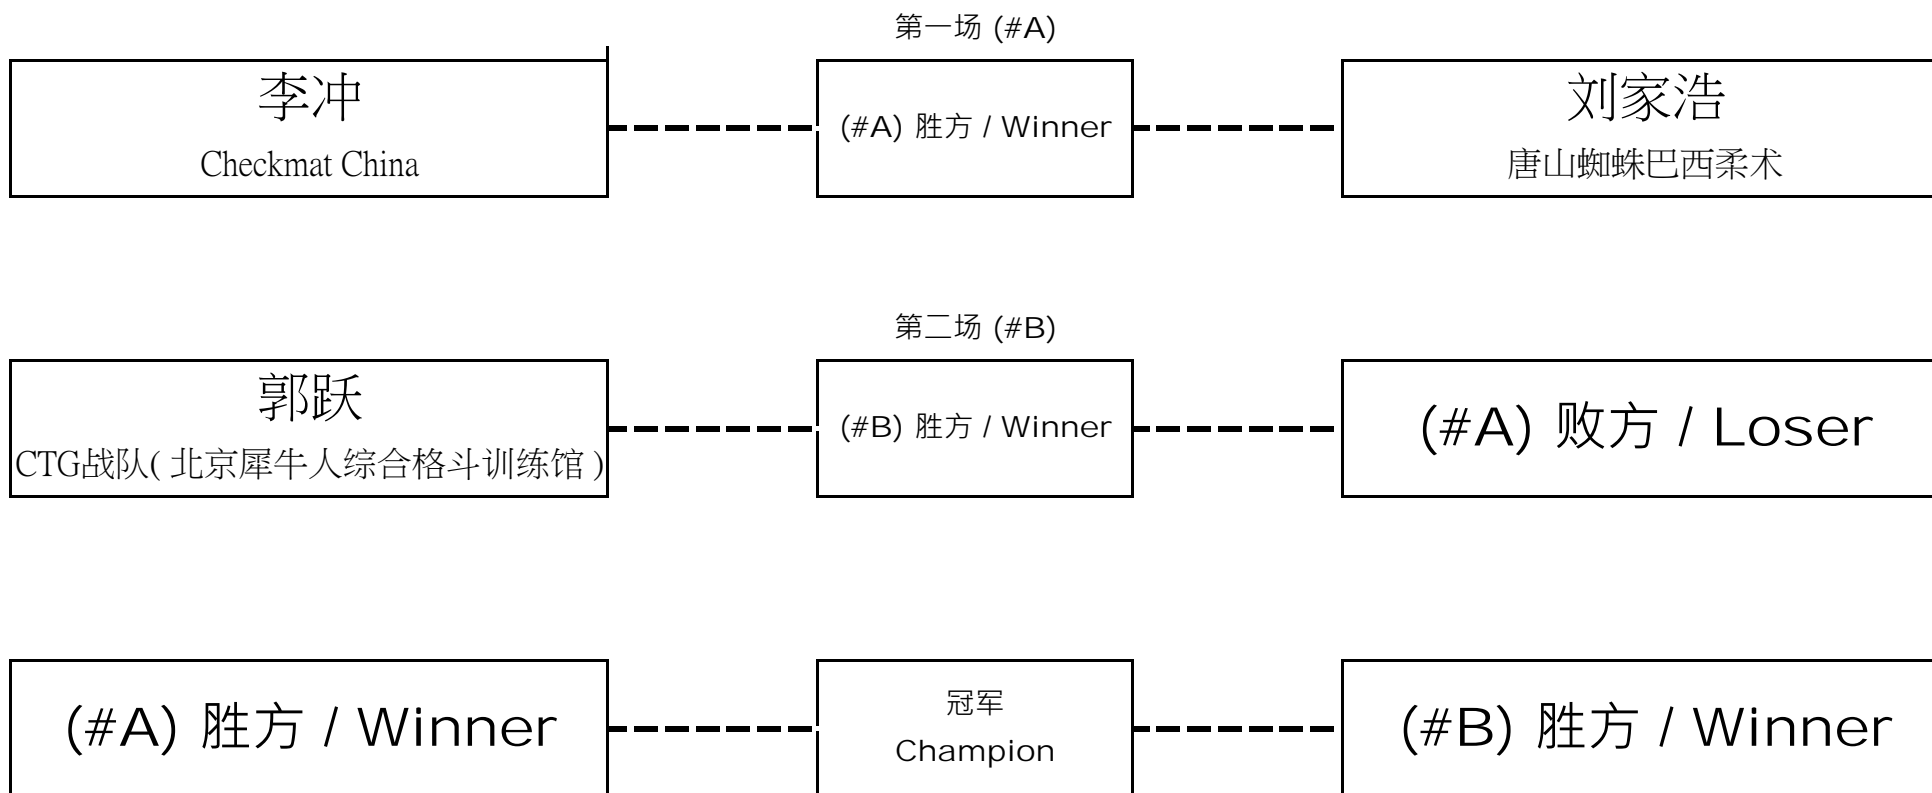 第一场 (#A)
李冲
Checkmat China
(#A) 胜方 / Winner
刘家浩
唐山蜘蛛巴西柔术
第二场 (#B)
郭跃
CTG战队( 北京犀牛人综合格斗训练馆 )
(#B) 胜方 / Winner
(#A) 败方 / Loser
(#A) 胜方 / Winner
冠军
Champion
(#B) 胜方 / Winner